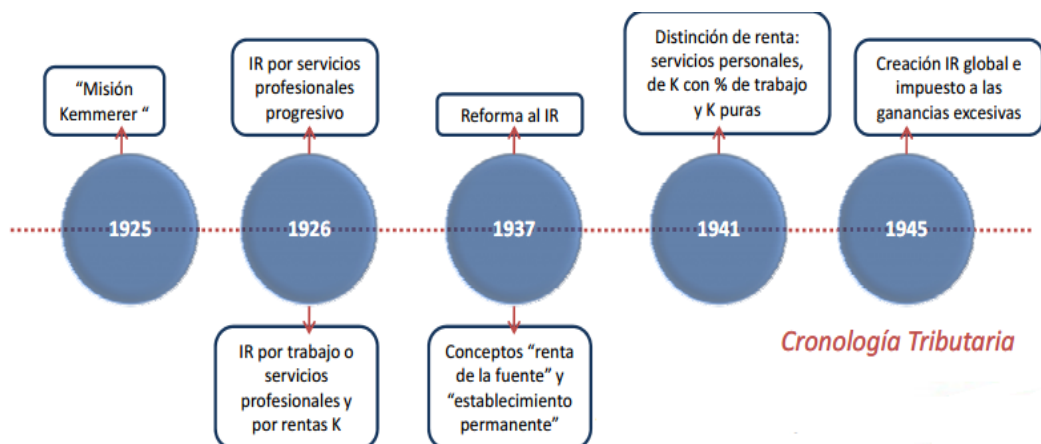 “Misión
Kemmerer “
IR por servicios
profesionales
progresivo
Reforma al IR
Distinción de renta:
servicios personales,
de K con % de trabajo
y K puras
Creación IR global e
impuesto a las
ganancias excesivas
1925
1926
1937
1941
1945
IR por trabajo o
servicios
profesionales y
por rentas K
Conceptos “renta
de la fuente” y
“establecimiento
permanente”
Cronología Tributaria